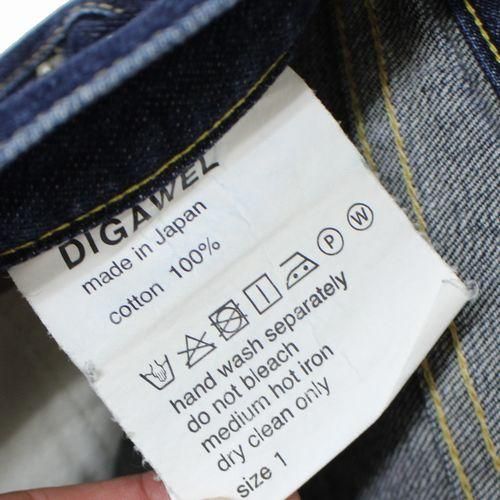 DIGAWEL
made in Japan
cotton 100%
P W
hand wash separately
do not bleach
medium hot iron
dry clean only
size 1